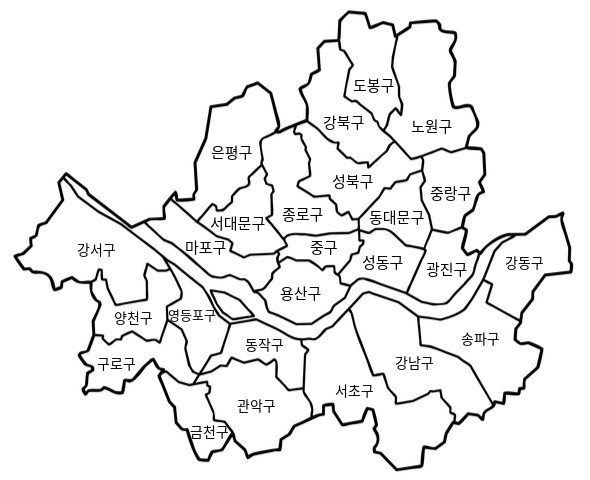 도봉구
강북구
노원구
은평구
성북구
중랑구
종로구
동대문구
서대문구
마포구
중구
강서구
성동구
광진구
강동구
용산구
양천구
영등포구
송파구
동작구
구로구
강남구
서초구
관악구
금천구